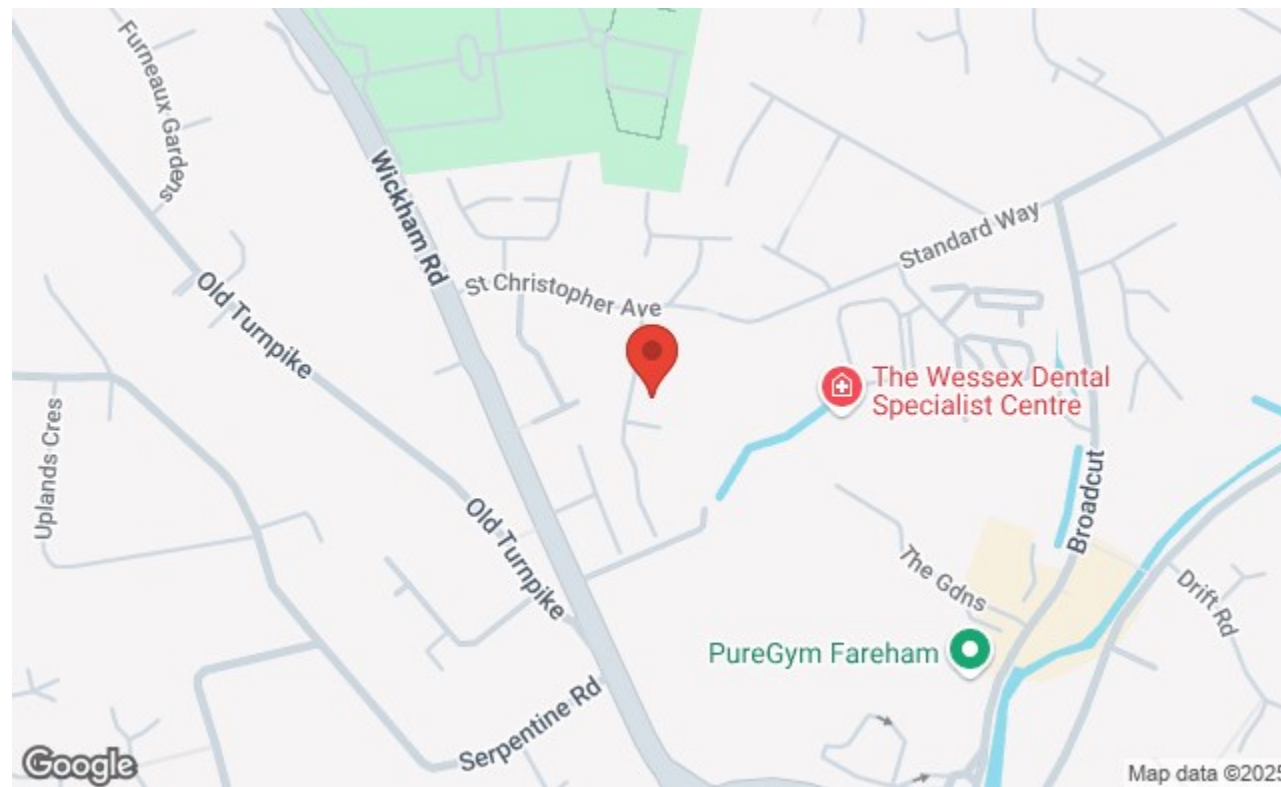 Furneaux Gardens
Wickham Rd
Standard Way
St Christopher Ave
Old Turnpike
The Wessex Dental
Specialist Centre
Uplands Cres
Old Turnpike
Broadcut
The Gdns
Drift Rd
PureGym Fareham
Serpentine Rd
Google
Map data ©2025